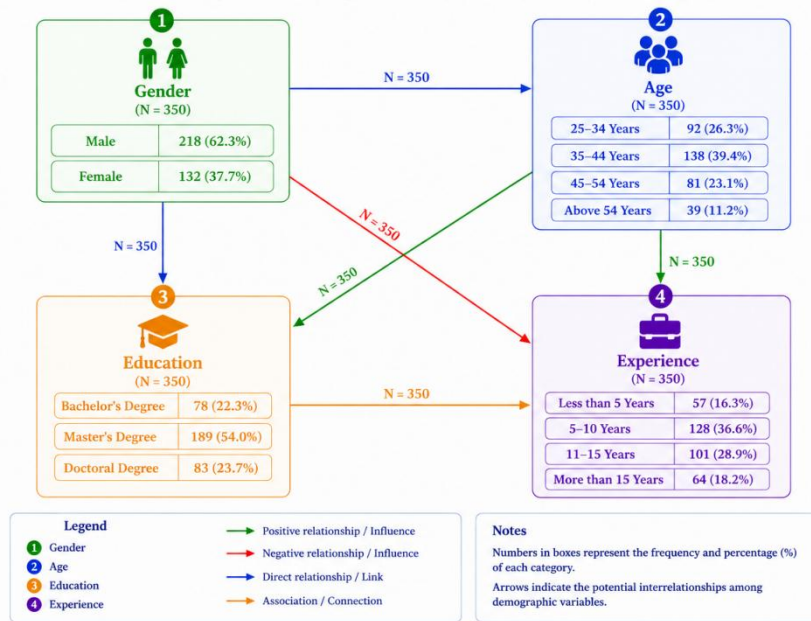 1
Gender
(N = 350)
Male 218 (62.3%)
Female 132 (37.7%)
N = 350
2
Age
(N = 350)
25–34 Years 92 (26.3%)
35–44 Years 138 (39.4%)
45–54 Years 81 (23.1%)
Above 54 Years 39 (11.2%)
N = 350
N = 350
N = 350
N = 350
3
Education
(N = 350)
Bachelor's Degree 78 (22.3%)
Master's Degree 189 (54.0%)
Doctoral Degree 83 (23.7%)
N = 350
4
Experience
(N = 350)
Less than 5 Years 57 (16.3%)
5–10 Years 128 (36.6%)
11–15 Years 101 (28.9%)
More than 15 Years 64 (18.2%)
Legend
1 Gender
2 Age
3 Education
4 Experience
Positive relationship / Influence
Negative relationship / Influence
Direct relationship / Link
Association / Connection
Notes
Numbers in boxes represent the frequency and percentage (%)
of each category.
Arrows indicate the potential interrelationships among
demographic variables.